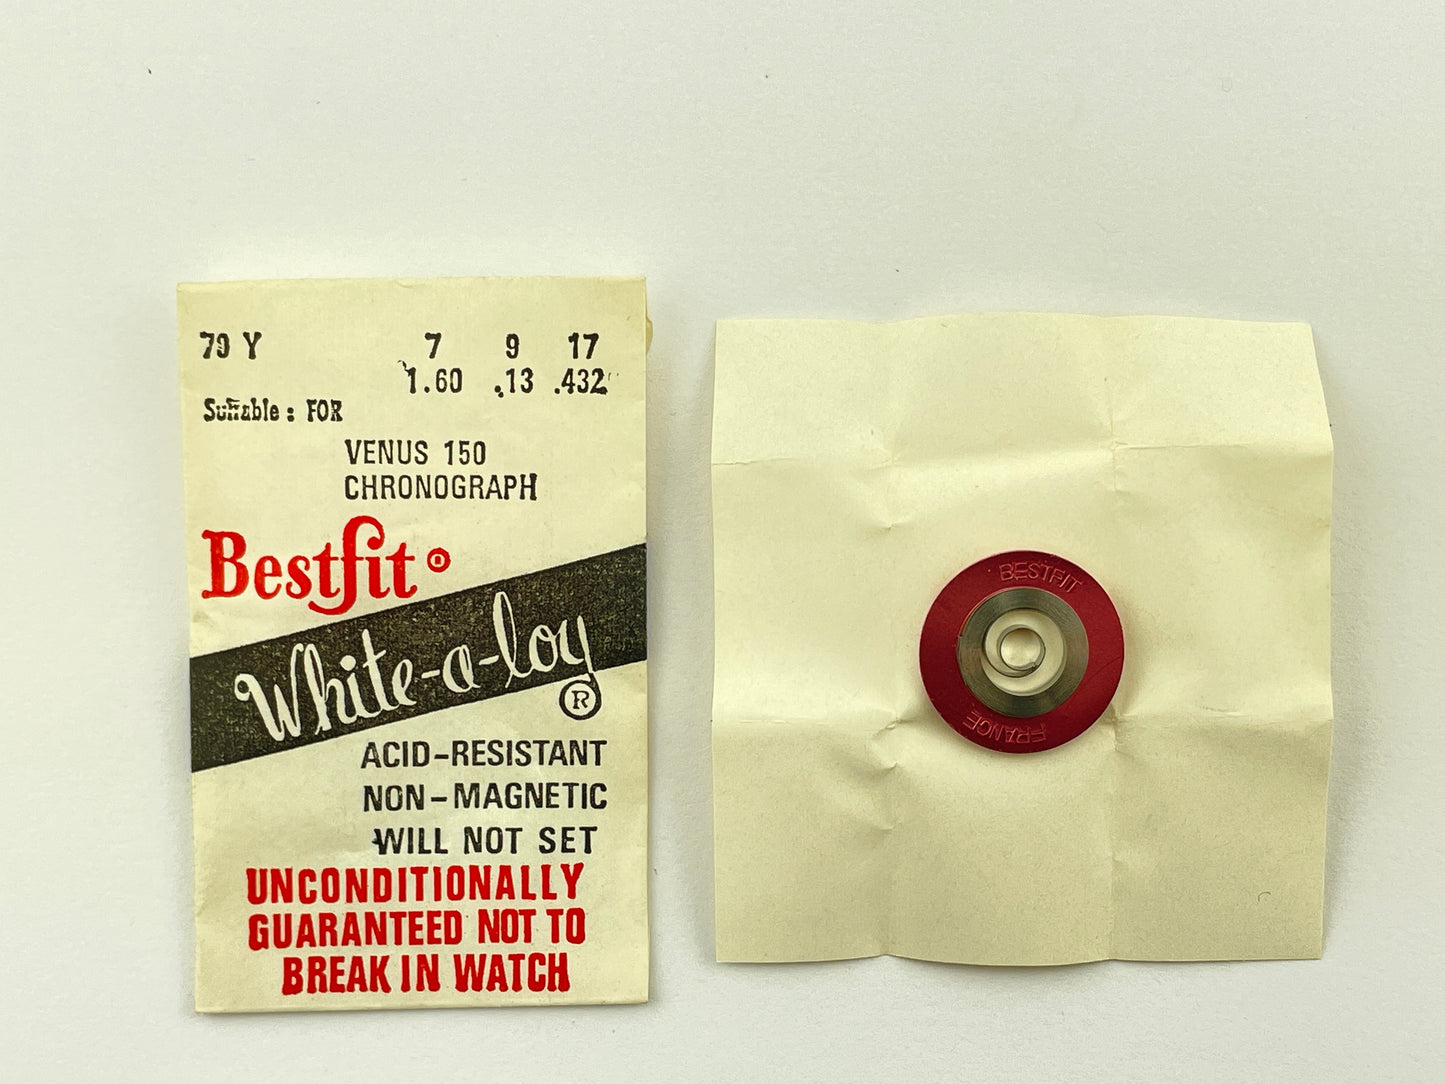 79 Y 7 9 17
1.60 .13 .432
Suitable : FOR
VENUS 150
CHRONOGRAPH
Bestfit ®
White-a-loy ®
ACID-RESISTANT
NON-MAGNETIC
WILL NOT SET
UNCONDITIONALLY
GUARANTEED NOT TO
BREAK IN WATCH
BESTFIT
FRANCE